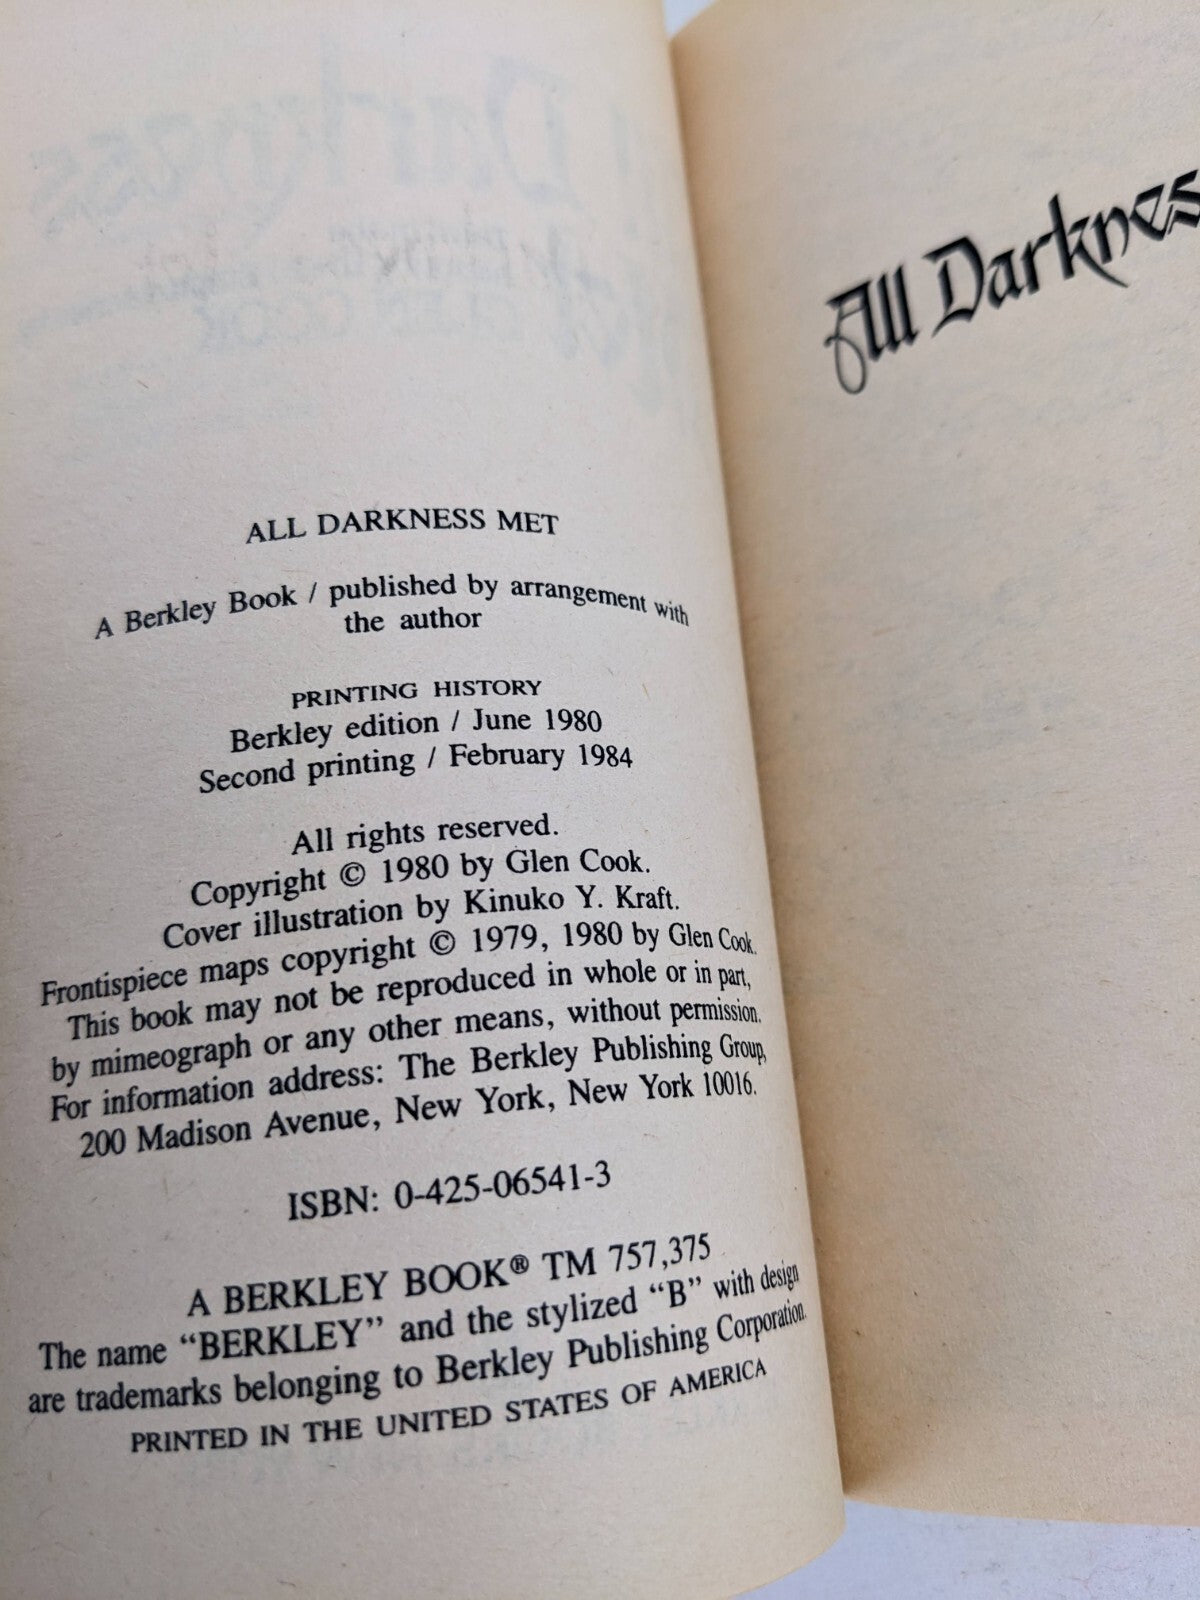 ALL DARKNESS MET
A Berkley Book / published by arrangement with
the author
PRINTING HISTORY
Berkley edition / June 1980
Second printing / February 1984
All rights reserved.
Copyright © 1980 by Glen Cook.
Cover illustration by Kinuko Y. Kraft.
Frontispiece maps copyright © 1979, 1980 by Glen Cook.
This book may not be reproduced in whole or in part,
by mimeograph or any other means, without permission.
For information address: The Berkley Publishing Group,
200 Madison Avenue, New York, New York 10016.
ISBN: 0-425-06541-3
A BERKLEY BOOK® TM 757,375
The name “BERKLEY” and the stylized “B” with design
are trademarks belonging to Berkley Publishing Corporation.
PRINTED IN THE UNITED STATES OF AMERICA
All Darknes